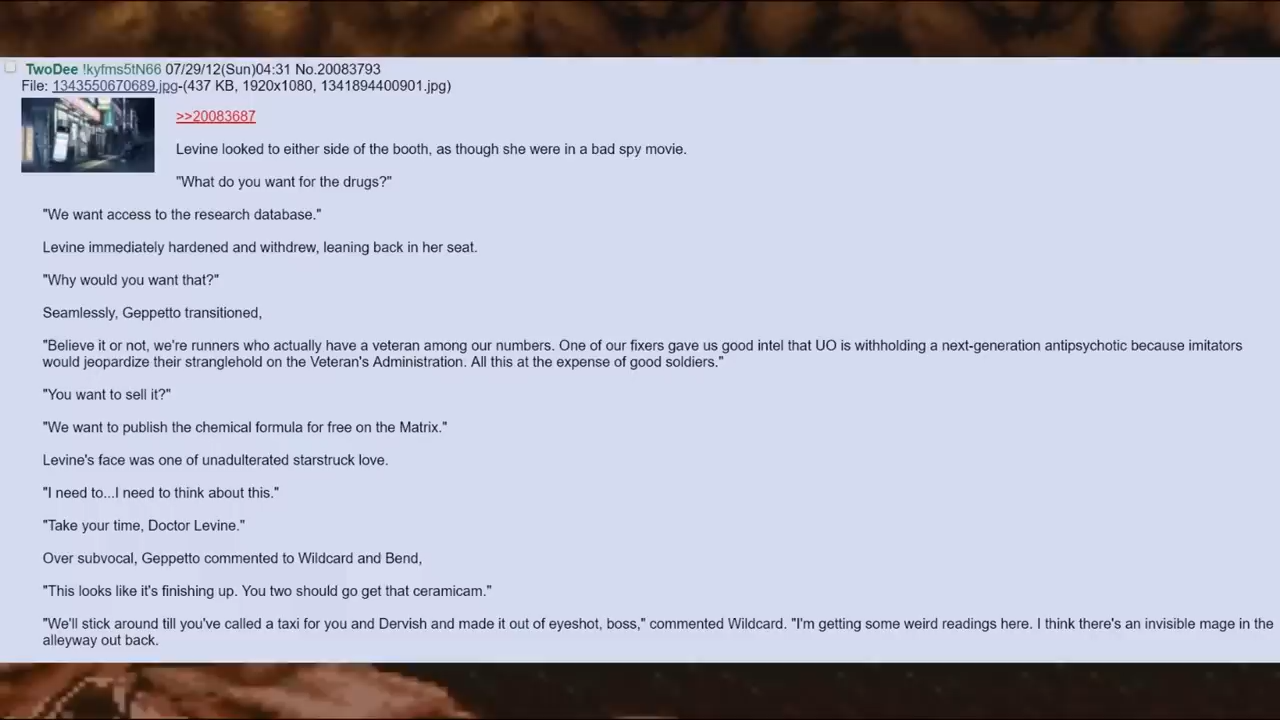 TwoDee !kyfms5tN66 07/29/12(Sun)04:31 No.20083793
File: 1343550670689.jpg-(437 KB, 1920x1080, 1341894400901.jpg)
>>20083687
Levine looked to either side of the booth, as though she were in a bad spy movie.
"What do you want for the drugs?"
"We want access to the research database."
Levine immediately hardened and withdrew, leaning back in her seat.
"Why would you want that?"
Seamlessly, Geppetto transitioned,
"Believe it or not, we're runners who actually have a veteran among our numbers. One of our fixers gave us good intel that UO is withholding a next-generation antipsychotic because imitators
would jeopardize their stranglehold on the Veteran's Administration. All this at the expense of good soldiers."
"You want to sell it?"
"We want to publish the chemical formula for free on the Matrix."
Levine's face was one of unadulterated starstruck love.
"I need to...I need to think about this."
"Take your time, Doctor Levine."
Over subvocal, Geppetto commented to Wildcard and Bend,
"This looks like it's finishing up. You two should go get that ceramicam."
"We'll stick around till you've called a taxi for you and Dervish and made it out of eyeshot, boss," commented Wildcard. "I'm getting some weird readings here. I think there's an invisible mage in the
alleyway out back.